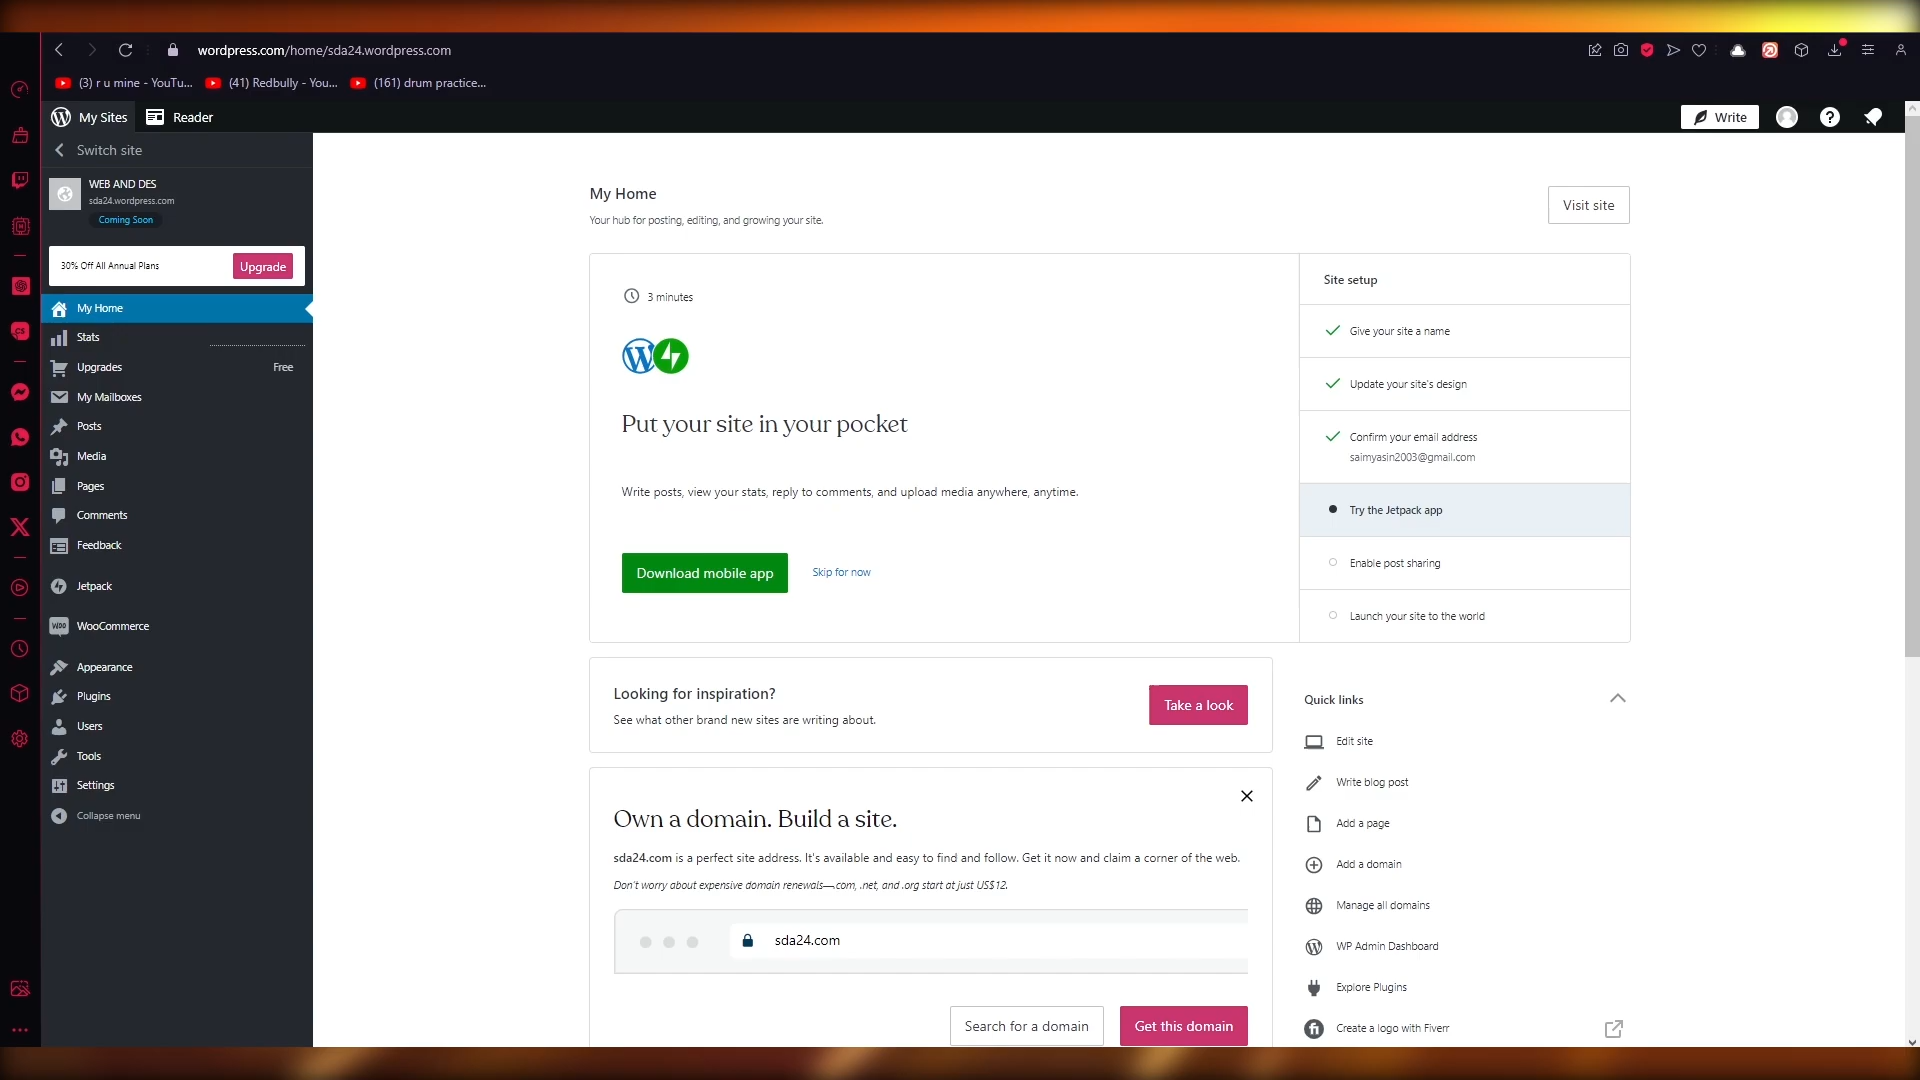 wordpress.com/home/sda24.wordpress.com
(3) r u mine - YouTu...
(41) Redbully - You...
(161) drum practice...
My Sites
Reader
Write
Switch site
WEB AND DES
sda24.wordpress.com
Coming Soon
30% Off All Annual Plans
Upgrade
My Home
Stats
Upgrades
Free
My Mailboxes
Posts
Media
Pages
Comments
Feedback
Jetpack
WooCommerce
Appearance
Plugins
Users
Tools
Settings
Collapse menu
My Home
Your hub for posting, editing, and growing your site.
Visit site
3 minutes
Put your site in your pocket
Write posts, view your stats, reply to comments, and upload media anywhere, anytime.
Download mobile app
Skip for now
Site setup
Give your site a name
Update your site's design
Confirm your email address
saimyasin2003@gmail.com
Try the Jetpack app
Enable post sharing
Launch your site to the world
Looking for inspiration?
See what other brand new sites are writing about.
Take a look
Own a domain. Build a site.
sda24.com is a perfect site address. It's available and easy to find and follow. Get it now and claim a corner of the web.
Don't worry about expensive domain renewals—.com, .net, and .org start at just US$12.
sda24.com
Search for a domain
Get this domain
Quick links
Edit site
Write blog post
Add a page
Add a domain
Manage all domains
WP Admin Dashboard
Explore Plugins
Create a logo with Fiverr